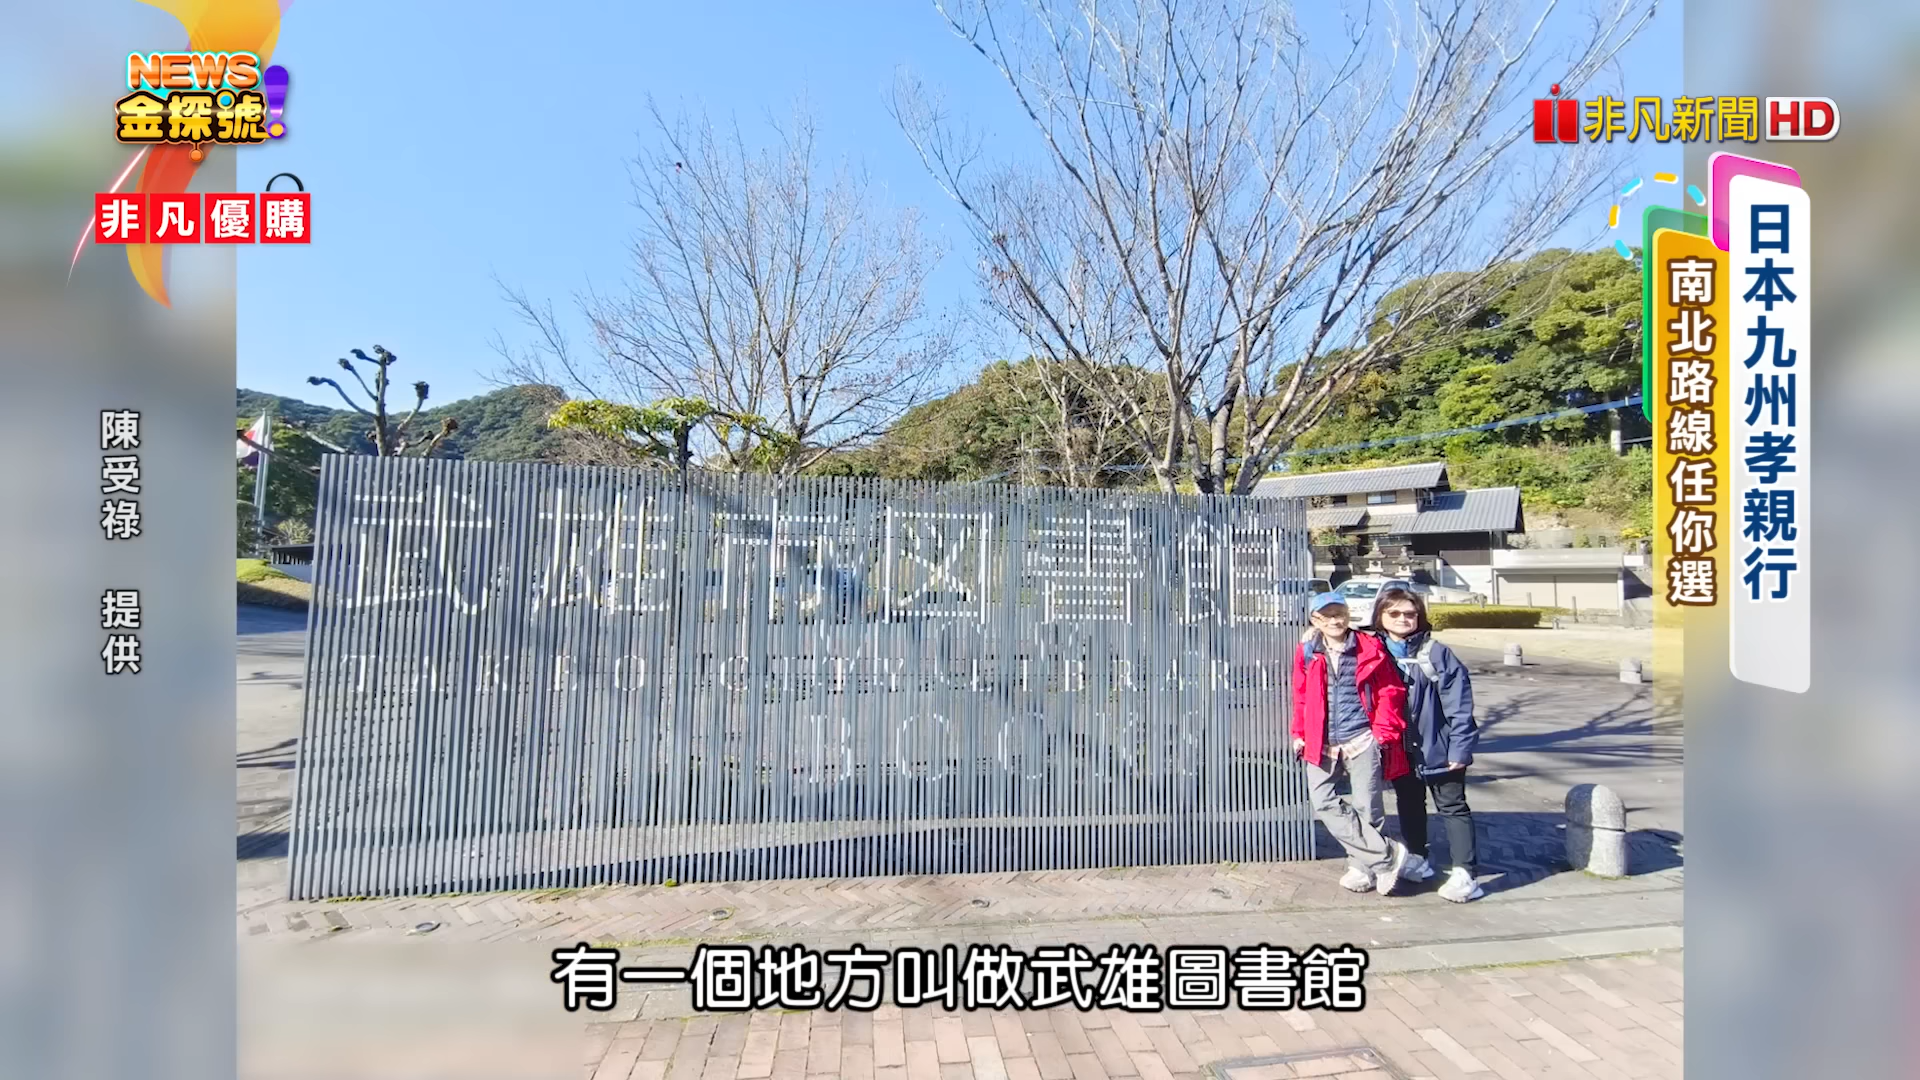 NEWS
金探號!
非凡優購
非凡新聞HD
日本九州孝親行
南北路線任你選
陳受祿 提供
武雄市図書館
TAKEO CITY LIBRARY
BOOKS
有一個地方叫做武雄圖書館